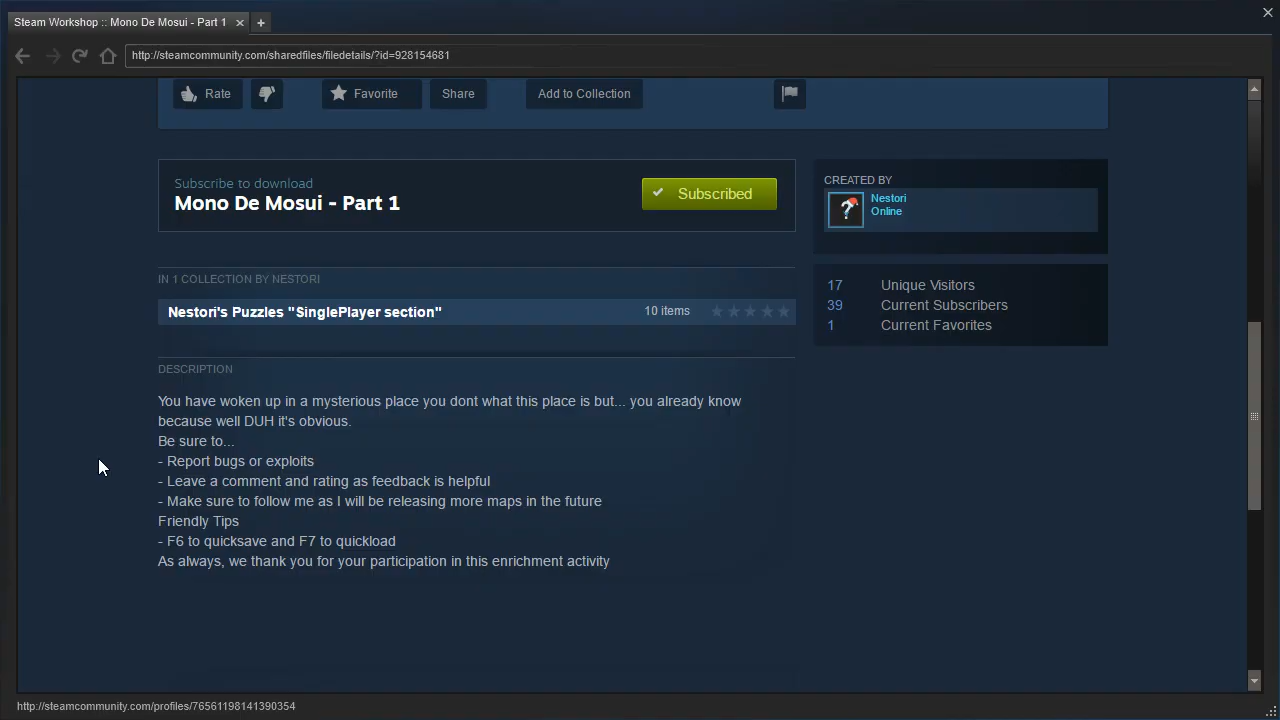 Steam Workshop :: Mono De Mosui - Part 1
http://steamcommunity.com/sharedfiles/filedetails/?id=928154681
Rate
Favorite
Share
Add to Collection
Subscribe to download
Mono De Mosui - Part 1
Subscribed
CREATED BY
Nestori
Online
17 Unique Visitors
39 Current Subscribers
1 Current Favorites
IN 1 COLLECTION BY NESTORI
Nestori's Puzzles "SinglePlayer section" 10 items
DESCRIPTION
You have woken up in a mysterious place you dont what this place is but... you already know
because well DUH it's obvious.
Be sure to...
- Report bugs or exploits
- Leave a comment and rating as feedback is helpful
- Make sure to follow me as I will be releasing more maps in the future
Friendly Tips
- F6 to quicksave and F7 to quickload
As always, we thank you for your participation in this enrichment activity
http://steamcommunity.com/profiles/76561198141390354